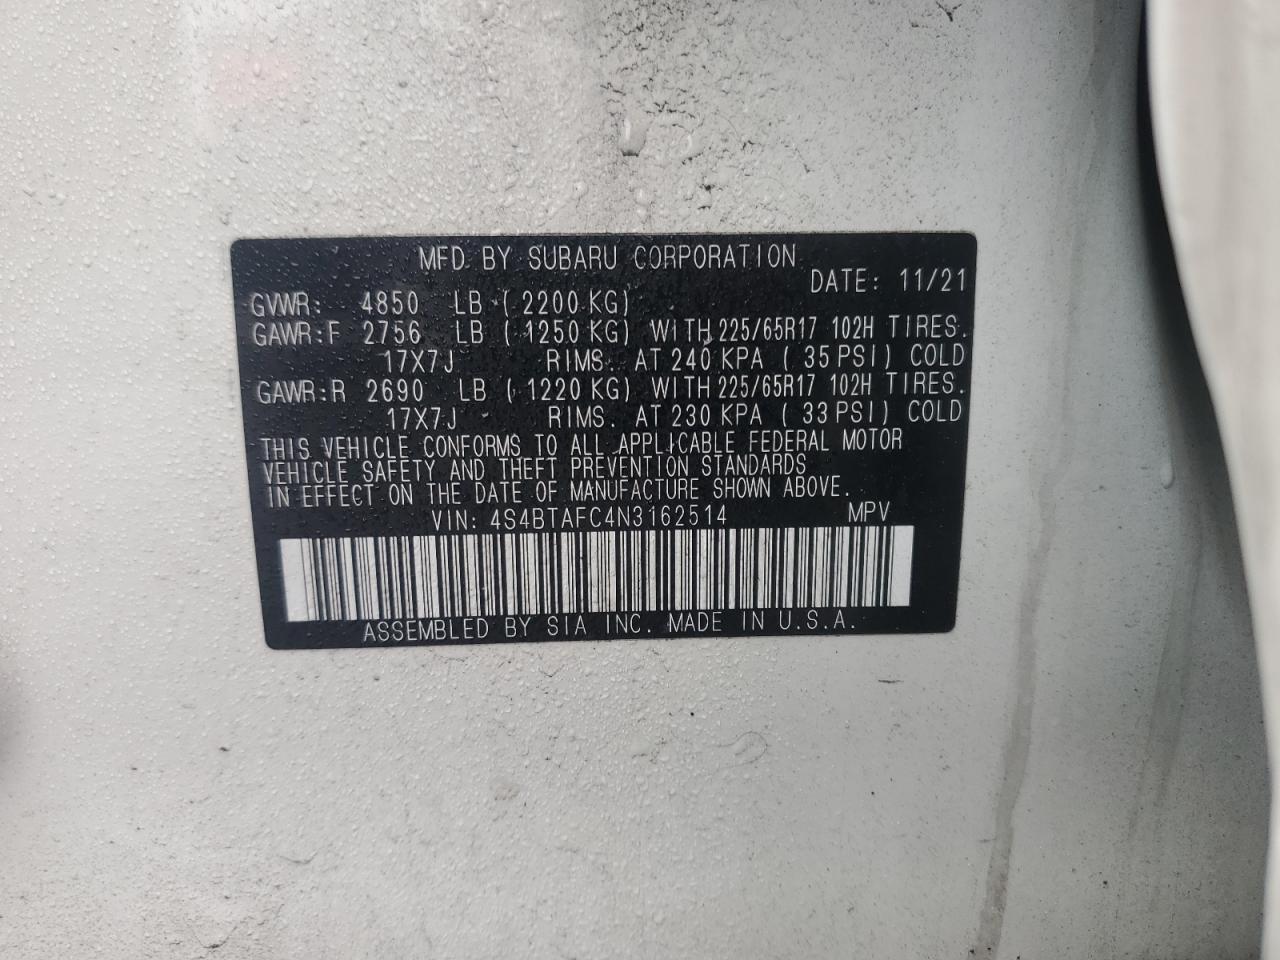 MFD. BY SUBARU CORPORATION
DATE: 11/21
GVWR: 4850 LB ( 2200 KG)
GAWR:F 2756 LB ( 1250 KG) WITH 225/65R17 102H TIRES.
17X7J RIMS. AT 240 KPA ( 35 PSI) COLD
GAWR:R 2690 LB ( 1220 KG) WITH 225/65R17 102H TIRES.
17X7J RIMS. AT 230 KPA ( 33 PSI) COLD
THIS VEHICLE CONFORMS TO ALL APPLICABLE FEDERAL MOTOR
VEHICLE SAFETY AND THEFT PREVENTION STANDARDS
IN EFFECT ON THE DATE OF MANUFACTURE SHOWN ABOVE.
VIN: 4S4BTAFC4N3162514 MPV
ASSEMBLED BY SIA INC. MADE IN U.S.A.